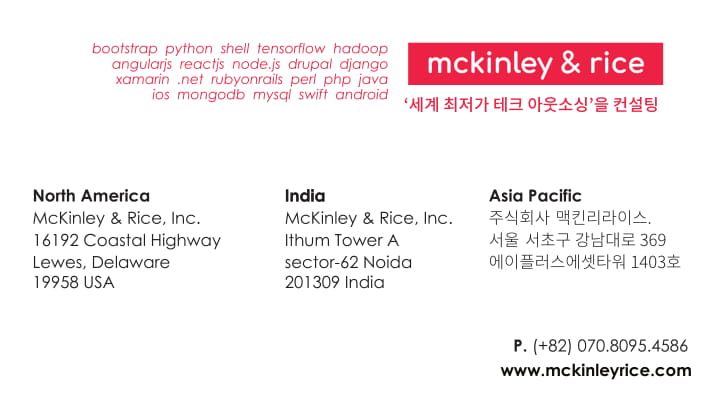 bootstrap python shell tensorflow hadoop
angularjs reactjs node.js drupal django
xamarin .net rubyonrails perl php java
ios mongodb mysql swift android
mckinley & rice
‘세계 최저가 테크 아웃소싱’을 컨설팅
North America
McKinley & Rice, Inc.
16192 Coastal Highway
Lewes, Delaware
19958 USA
India
McKinley & Rice, Inc.
Ithum Tower A
sector-62 Noida
201309 India
Asia Pacific
주식회사 맥킨리라이스.
서울 서초구 강남대로 369
에이플러스에셋타워 1403호
P. (+82) 070.8095.4586
www.mckinleyrice.com